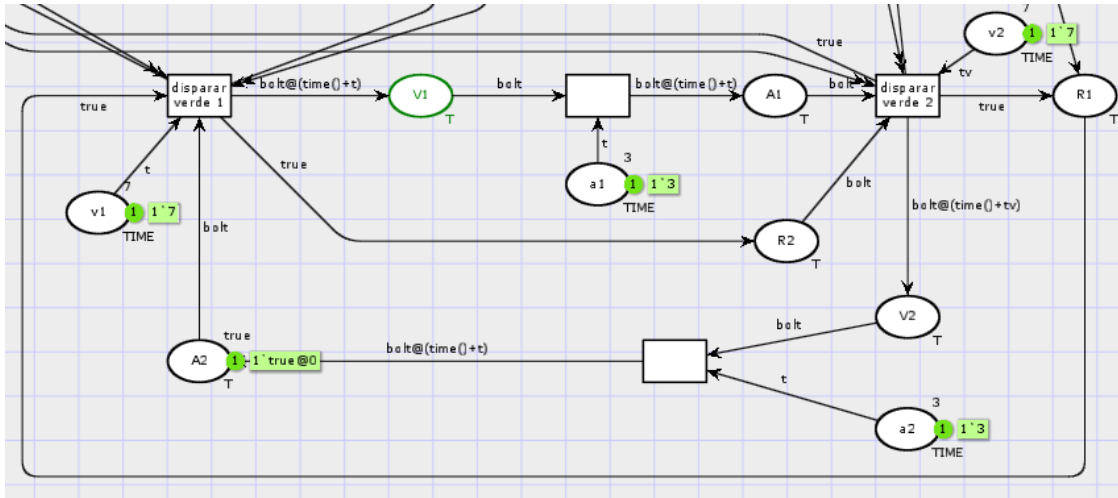 true
v2
7
1
1`7
TIME
tv
disparar
verde 1
bolt@(time()+t)
V1
T
bolt
bolt@(time()+t)
A1
T
bolt
disparar
verde 2
true
R1
T
true
t
7
v1
1
1`7
TIME
bolt
true
t
3
a1
1
1`3
TIME
bolt
R2
T
bolt@(time()+tv)
V2
T
bolt
true
A2
1
1`true@0
T
bolt@(time()+t)
t
3
a2
1
1`3
TIME